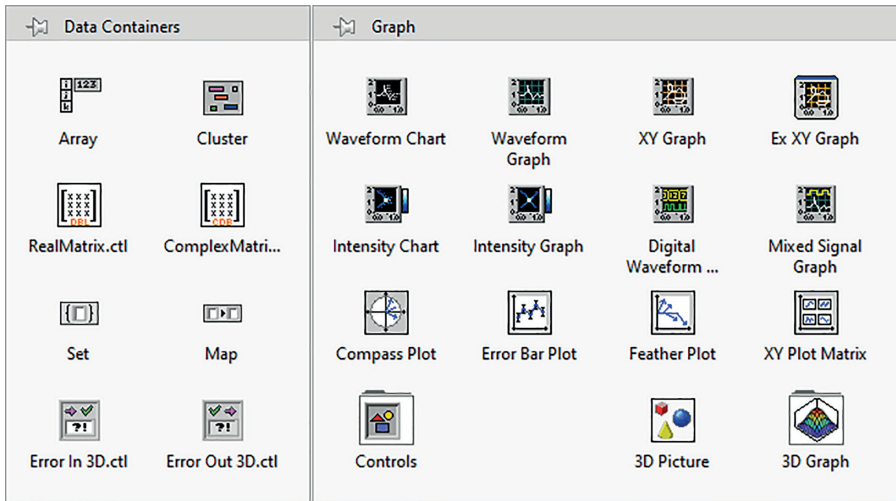 Data Containers
Array
Cluster
RealMatrix.ctl
ComplexMatri...
Set
Map
Error In 3D.ctl
Error Out 3D.ctl
Graph
Waveform Chart
Waveform
Graph
XY Graph
Ex XY Graph
Intensity Chart
Intensity Graph
Digital
Waveform ...
Mixed Signal
Graph
Compass Plot
Error Bar Plot
Feather Plot
XY Plot Matrix
Controls
3D Picture
3D Graph